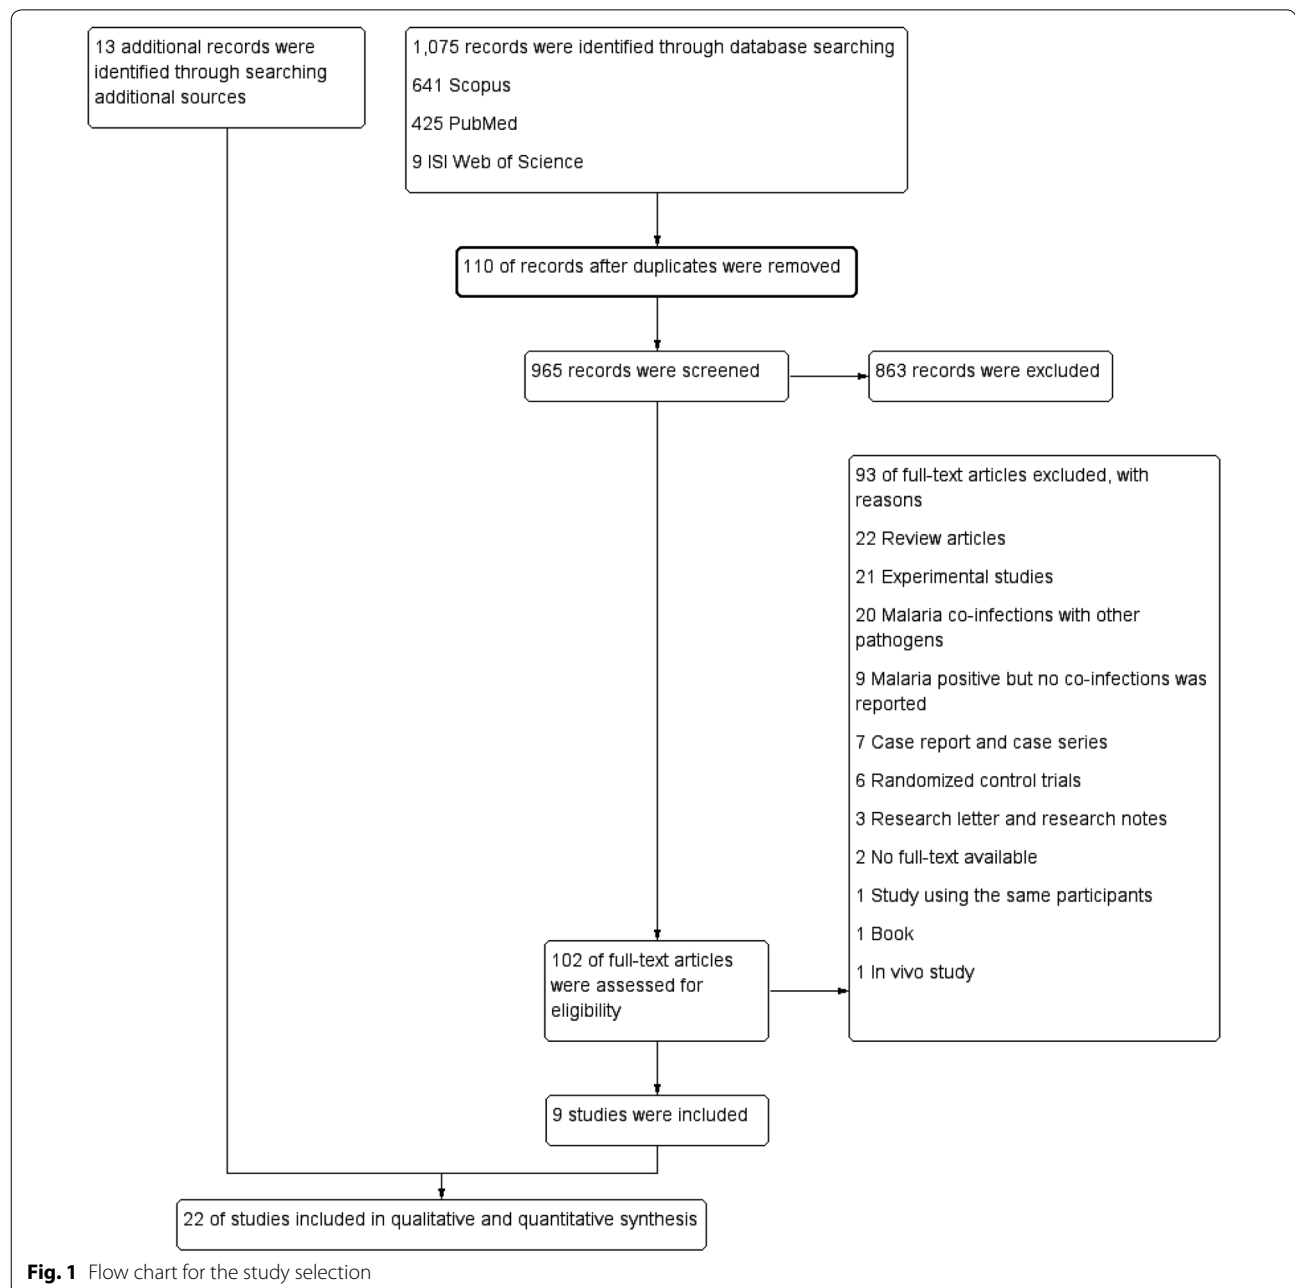 13 additional records were
identified through searching
additional sources
1,075 records were identified through database searching
641 Scopus
425 PubMed
9 ISI Web of Science
110 of records after duplicates were removed
965 records were screened
863 records were excluded
93 of full-text articles excluded, with
reasons
22 Review articles
21 Experimental studies
20 Malaria co-infections with other
pathogens
9 Malaria positive but no co-infections was
reported
7 Case report and case series
6 Randomized control trials
3 Research letter and research notes
2 No full-text available
1 Study using the same participants
1 Book
1 In vivo study
102 of full-text articles
were assessed for
eligibility
9 studies were included
22 of studies included in qualitative and quantitative synthesis
Fig. 1 Flow chart for the study selection